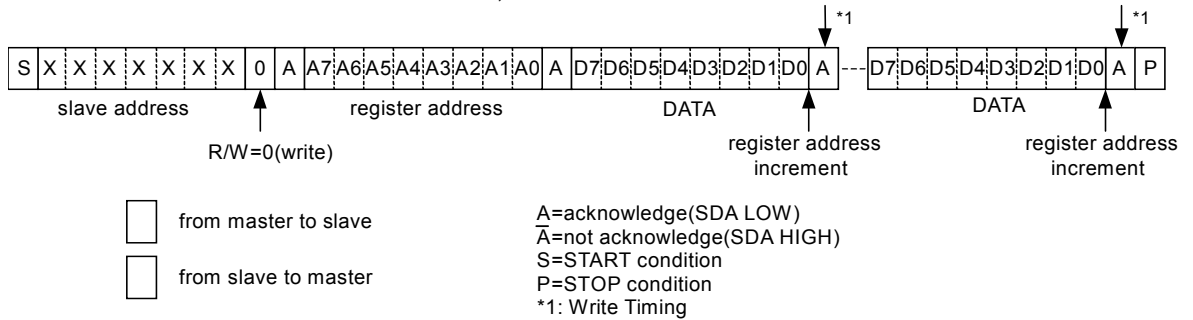 *1 *1
S X X X X X X X 0 A A7 A6 A5 A4 A3 A2 A1 A0 A D7 D6 D5 D4 D3 D2 D1 D0 A D7 D6 D5 D4 D3 D2 D1 D0 A P
slave address register address DATA DATA
R/W=0(write)
register address
increment
register address
increment
from master to slave
from slave to master
A=acknowledge(SDA LOW)
A̅=not acknowledge(SDA HIGH)
S=START condition
P=STOP condition
*1: Write Timing